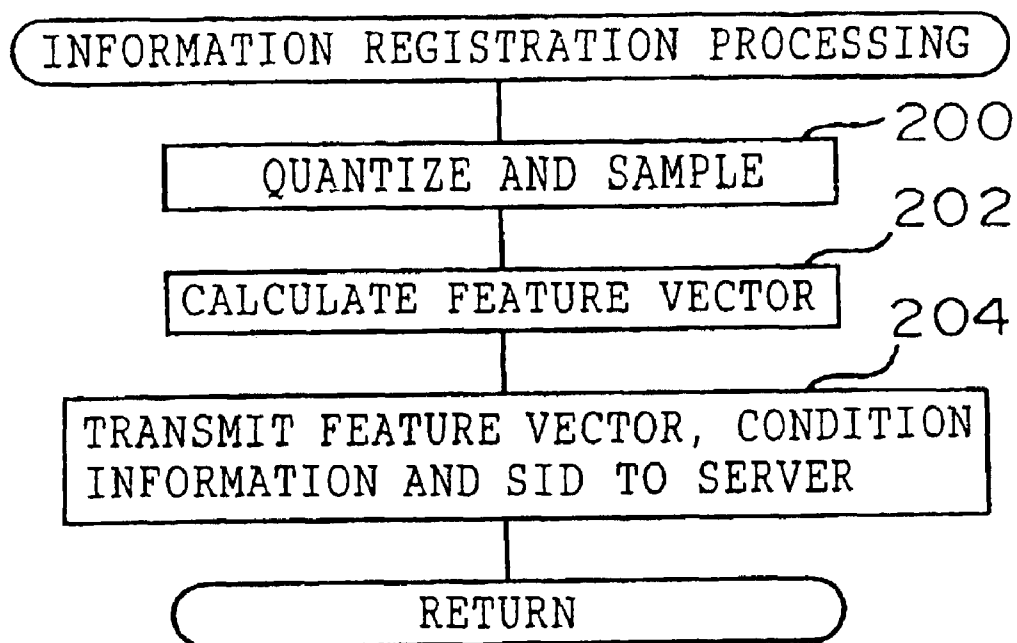 INFORMATION REGISTRATION PROCESSING
200
QUANTIZE AND SAMPLE
202
CALCULATE FEATURE VECTOR
204
TRANSMIT FEATURE VECTOR, CONDITION
INFORMATION AND SID TO SERVER
RETURN